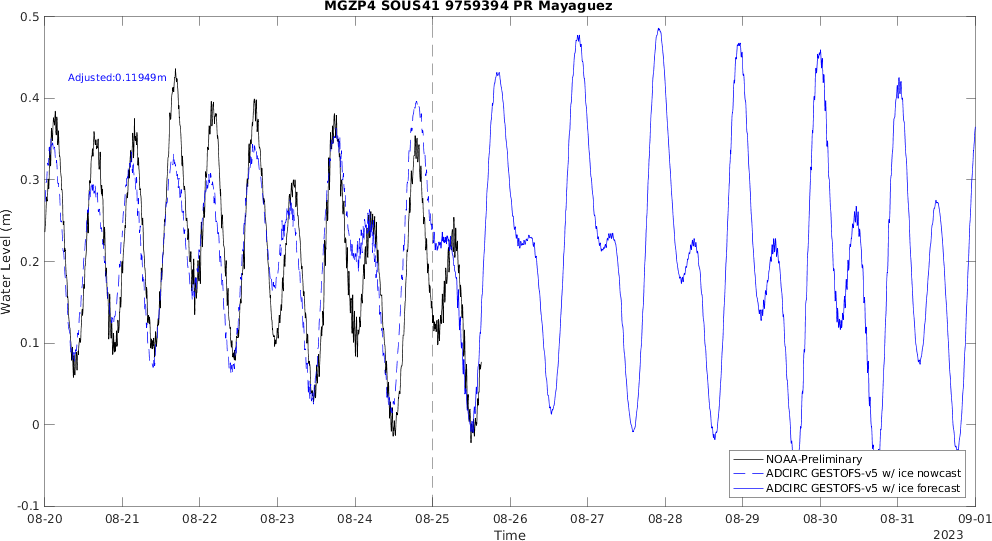 MGZP4 SOUS41 9759394 PR Mayaguez
Adjusted:0.11949m
0.5
0.4
0.3
0.2
0.1
0
-0.1
Water Level (m)
08-20 08-21 08-22 08-23 08-24 08-25 08-26 08-27 08-28 08-29 08-30 08-31 09-01
Time
2023
NOAA-Preliminary
ADCIRC GESTOFS-v5 w/ ice nowcast
ADCIRC GESTOFS-v5 w/ ice forecast